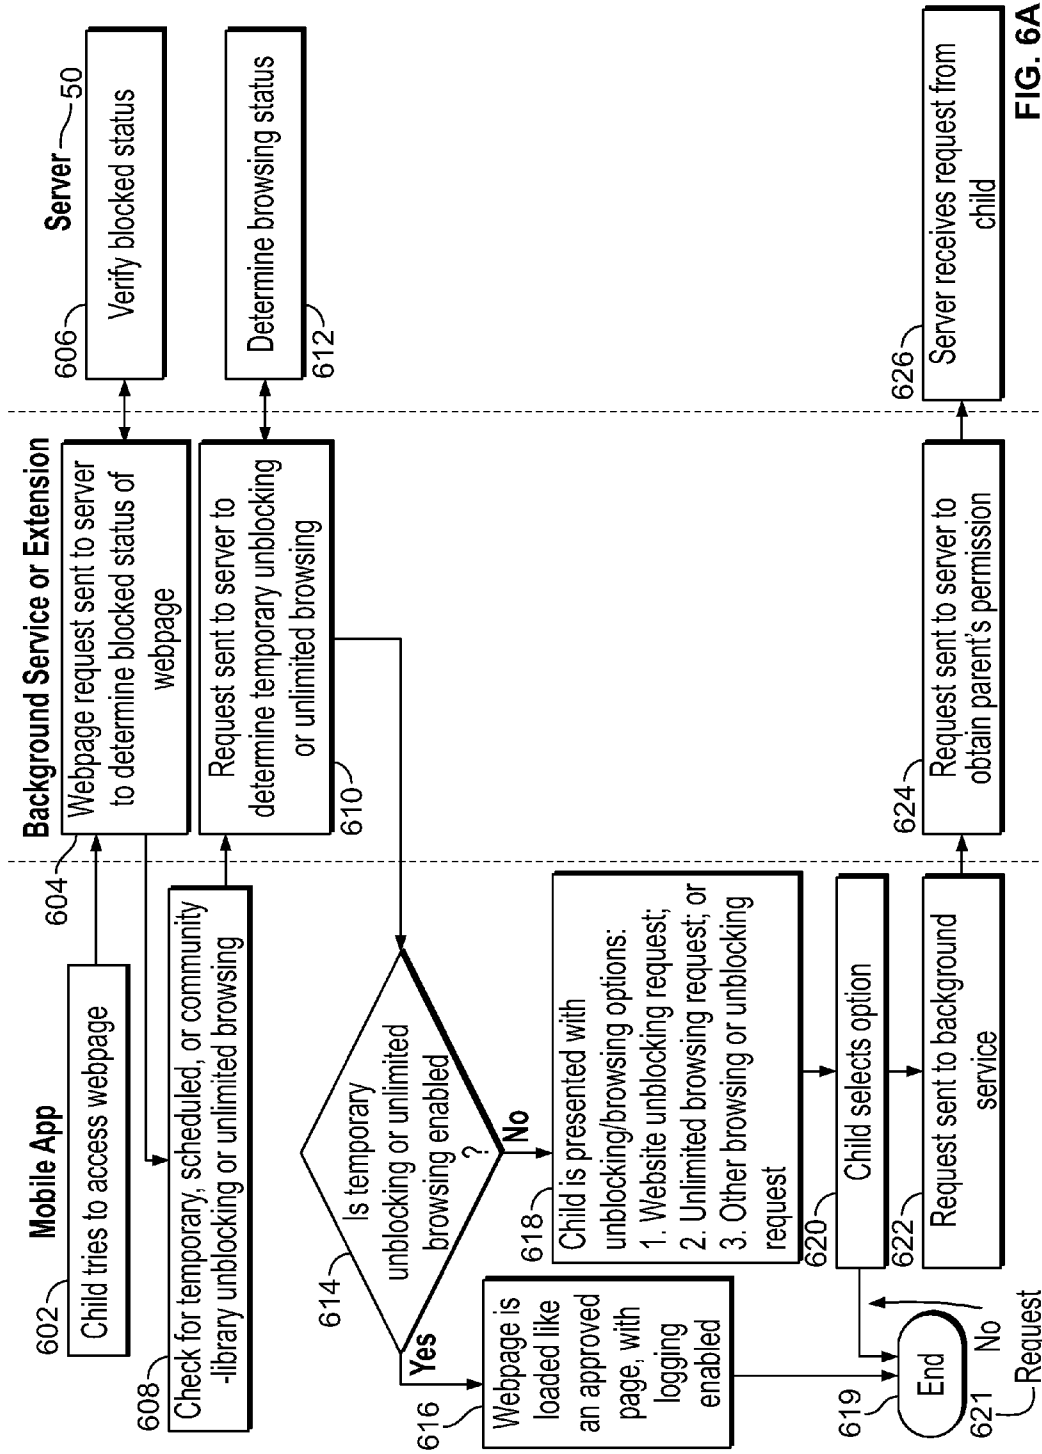 Mobile App
Background Service or Extension
Server
50
602
Child tries to access webpage
604
Webpage request sent to server
to determine blocked status of
webpage
606
Verify blocked status
608
Check for temporary, scheduled, or community
-library unblocking or unlimited browsing
610
Request sent to server to
determine temporary unblocking
or unlimited browsing
612
Determine browsing status
614
Is temporary
unblocking or unlimited
browsing enabled
?
Yes
No
616
Webpage is
loaded like
an approved
page, with
logging
enabled
618
Child is presented with
unblocking/browsing options:
1. Website unblocking request;
2. Unlimited browsing request; or
3. Other browsing or unblocking
request
620
Child selects option
619
End
No
621
Request
622
Request sent to background
service
624
Request sent to server to
obtain parent's permission
626
Server receives request from
child
FIG. 6A